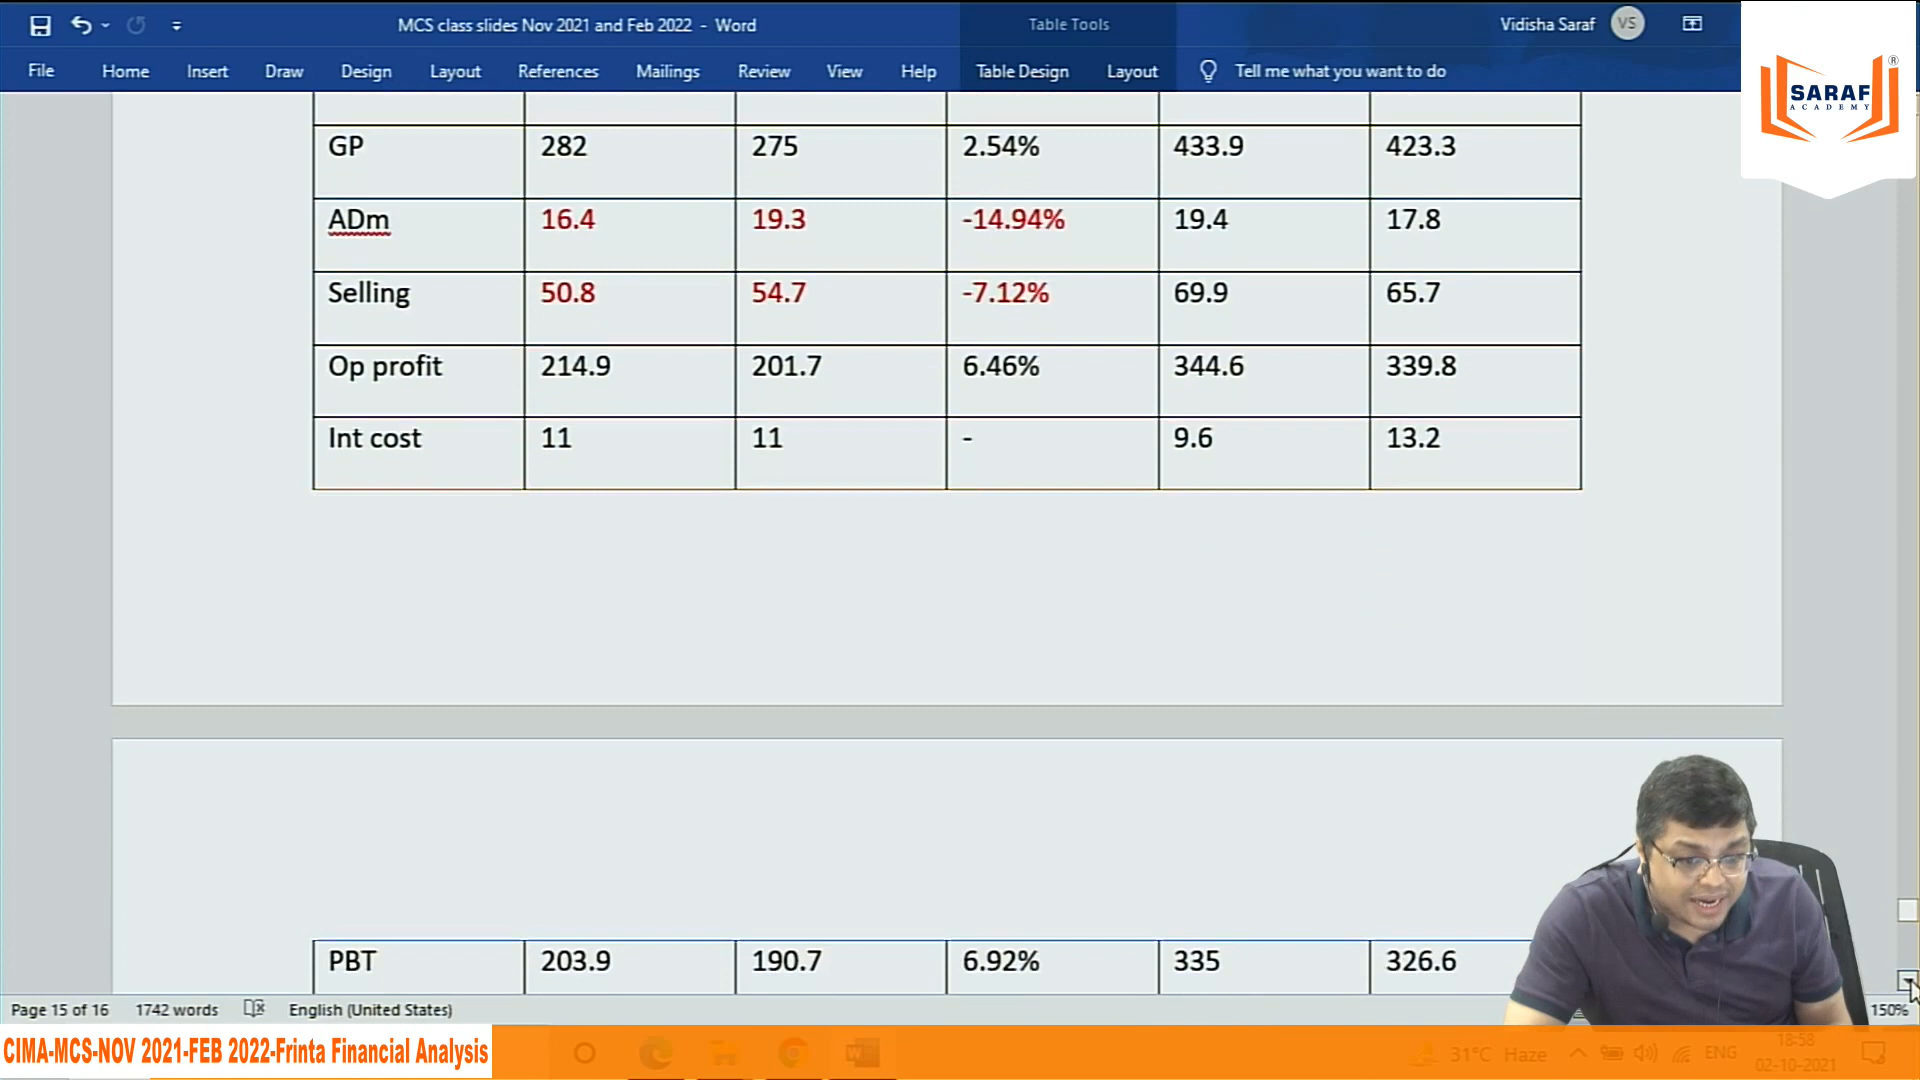 MCS class slides Nov 2021 and Feb 2022 - Word
Table Tools
Vidisha Saraf VS
File Home Insert Draw Design Layout References Mailings Review View Help Table Design Layout Tell me what you want to do
SARAF ®
ACADEMY
GP 282 275 2.54% 433.9 423.3
ADm 16.4 19.3 -14.94% 19.4 17.8
Selling 50.8 54.7 -7.12% 69.9 65.7
Op profit 214.9 201.7 6.46% 344.6 339.8
Int cost 11 11 - 9.6 13.2
PBT 203.9 190.7 6.92% 335 326.6
Page 15 of 16 1742 words English (United States) 150%
CIMA-MCS-NOV 2021-FEB 2022-Frinta Financial Analysis
31°C Haze ENG
18:58
02-10-2021